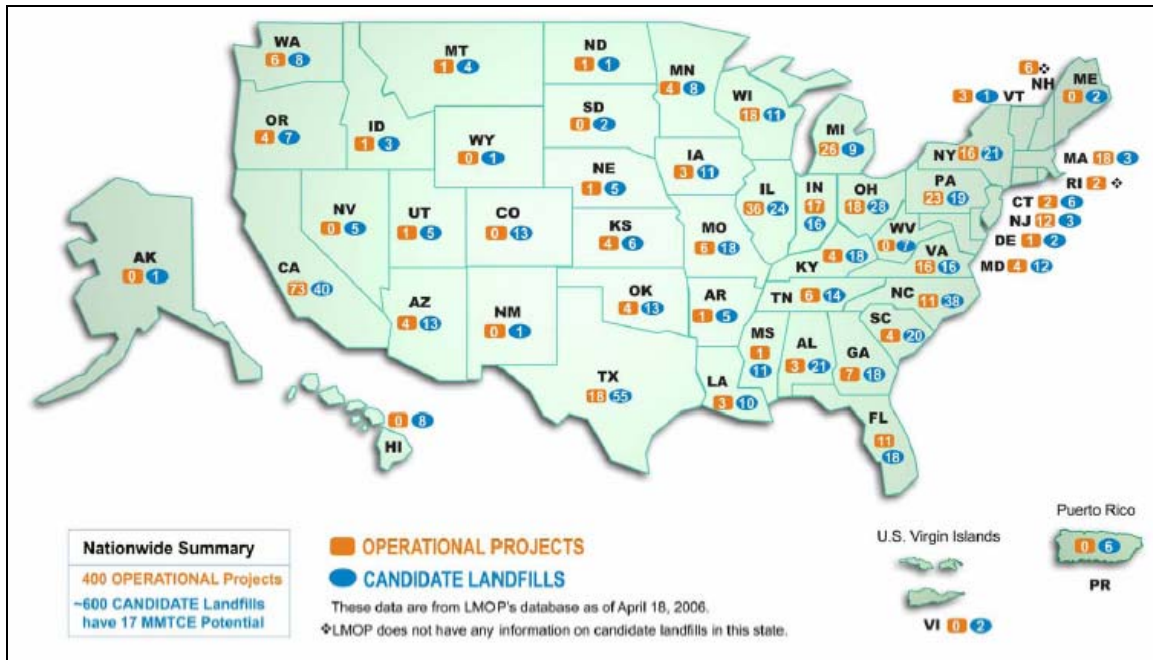 WA
6 8
MT
1 4
ND
1 1
MN
4 8
WI
18 11
MI
26 9
6❖
NH
3 1 VT
ME
0 2
OR
4 7
ID
1 3
WY
0 1
SD
0 2
IA
3 11
NE
1 5
NY 16 21
MA 18 3
RI 2 ❖
CT 2 6
NJ 12 3
DE 1 2
MD 4 12
PA
23 19
IL
36 24
IN
17
16
OH
18 28
WV
0 7
VA
16 16
NV
0 5
UT
1 5
CO
0 13
KS
4 6
MO
6 18
KY
4 18
AK
0 1
CA
73 40
AZ
4 13
NM
0 1
OK
4 13
AR
1 5
TN 6 14
NC
11 38
SC
4 20
MS
1
11
AL
3 21
GA
7 18
TX
18 55
LA
3 10
FL
11
18
0 8
HI
Nationwide Summary
400 OPERATIONAL Projects
~600 CANDIDATE Landfills
have 17 MMTCE Potential
OPERATIONAL PROJECTS
CANDIDATE LANDFILLS
These data are from LMOP's database as of April 18, 2006.
❖LMOP does not have any information on candidate landfills in this state.
U.S. Virgin Islands
VI 0 2
Puerto Rico
0 6
PR